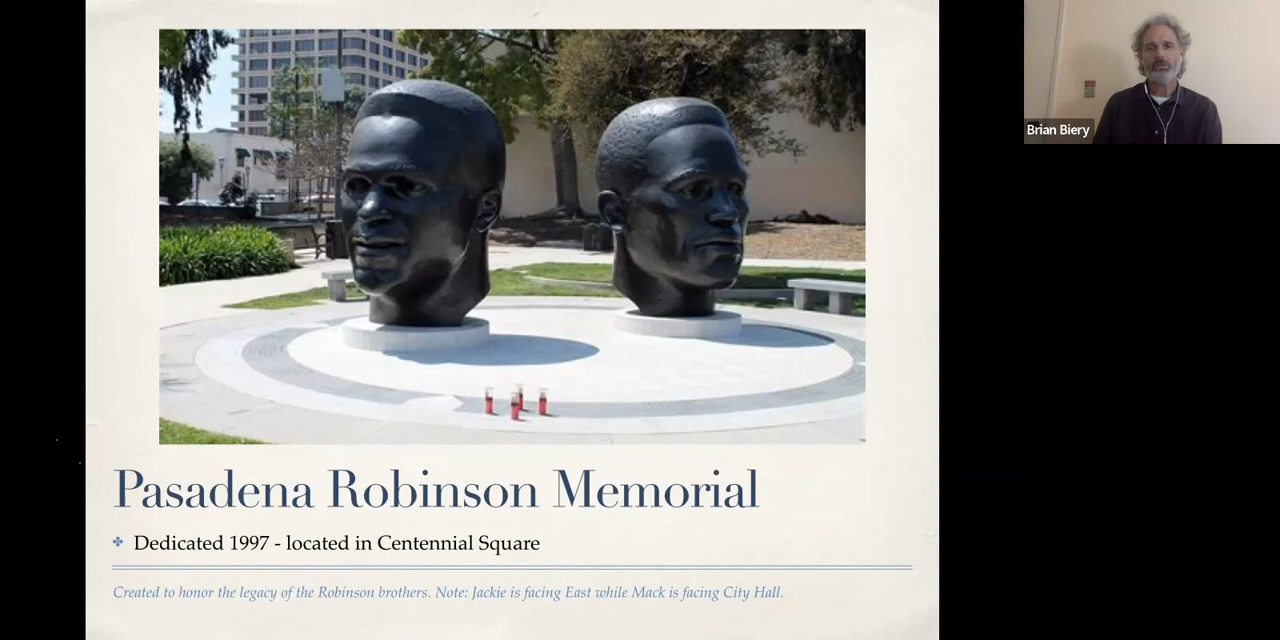 Brian Biery
Pasadena Robinson Memorial
Dedicated 1997 - located in Centennial Square
Created to honor the legacy of the Robinson brothers. Note: Jackie is facing East while Mack is facing City Hall.